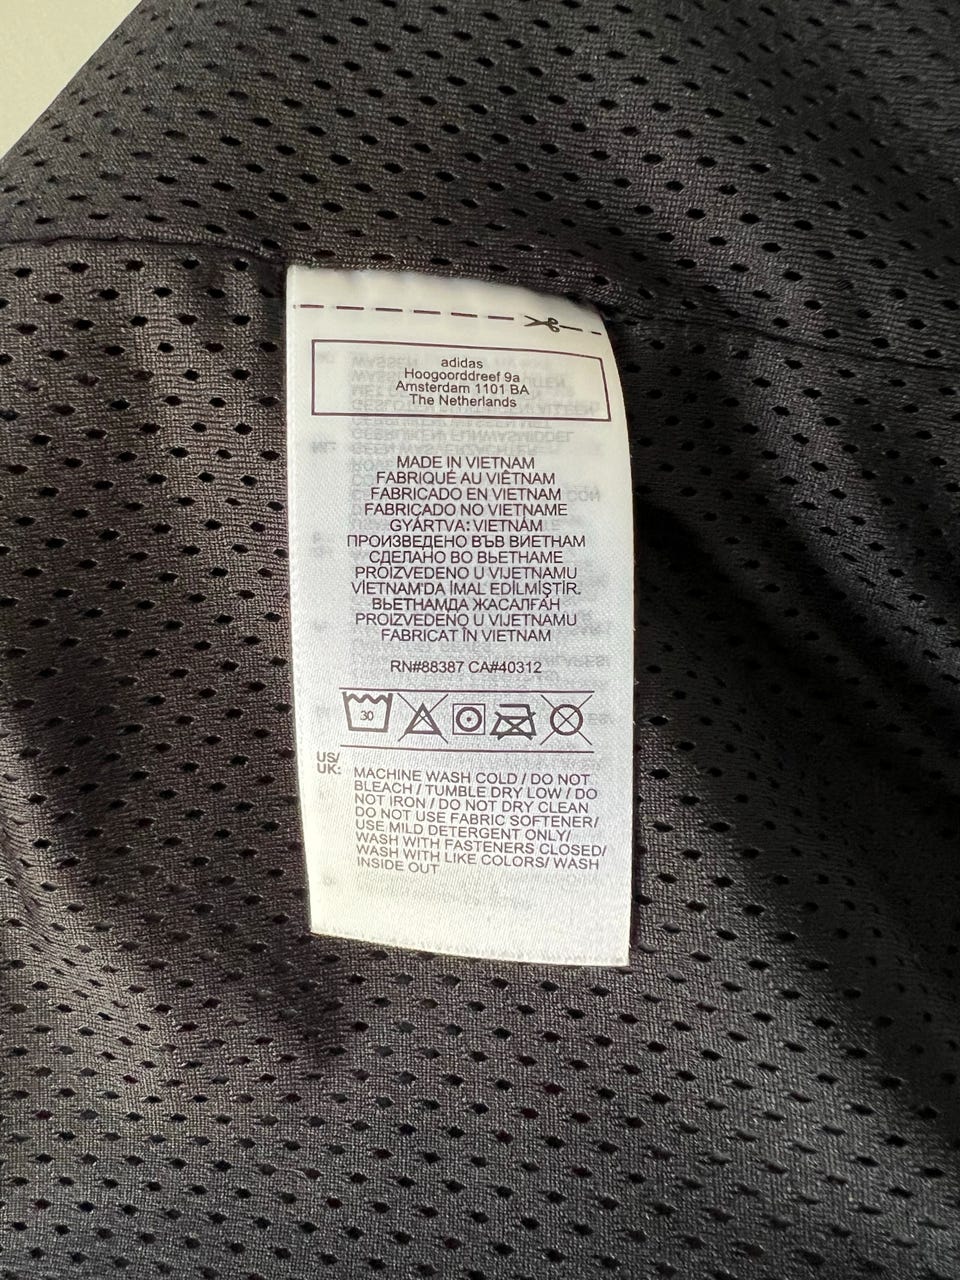 adidas
Hoogoorddreef 9a
Amsterdam 1101 BA
The Netherlands
MADE IN VIETNAM
FABRIQUÉ AU VIÊTNAM
FABRICADO EN VIETNAM
FABRICADO NO VIETNAME
GYÁRTVA: VIETNÁM
ПРОИЗВЕДЕНО ВЪВ ВИЕТНАМ
СДЕЛАНО ВО ВЬЕТНАМЕ
PROIZVEDENO U VIJETNAMU
VIETNAM'DA İMAL EDİLMİŞTİR.
ВЬЕТНАМДА ЖАСАЛҒАН
PROIZVEDENO U VIJETNAMU
FABRICAT ÎN VIETNAM
RN#88387 CA#40312
30
US/
UK:
MACHINE WASH COLD / DO NOT
BLEACH / TUMBLE DRY LOW / DO
NOT IRON / DO NOT DRY CLEAN
DO NOT USE FABRIC SOFTENER/
USE MILD DETERGENT ONLY/
WASH WITH FASTENERS CLOSED/
WASH WITH LIKE COLORS/ WASH
INSIDE OUT